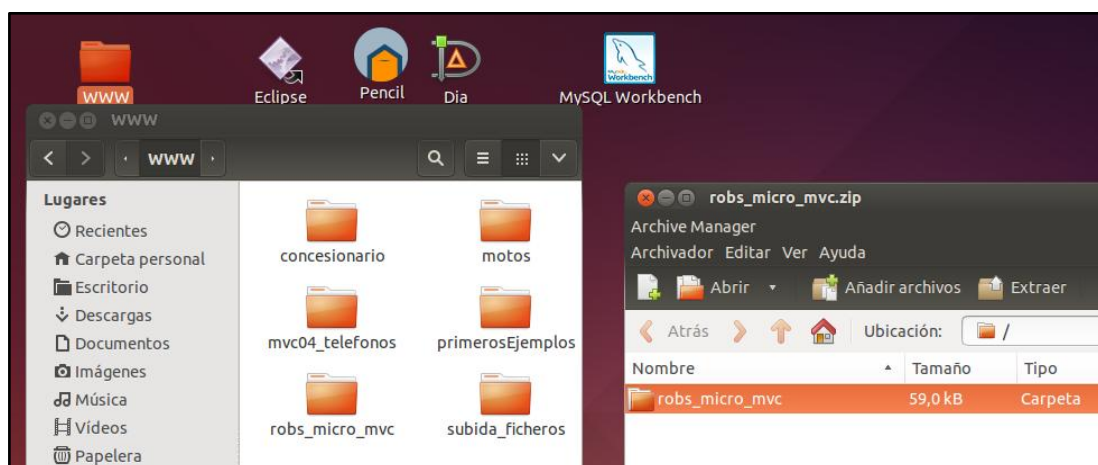 WWW
Eclipse
Pencil
Dia
MySQL Workbench
WWW
WWW
Lugares
Recientes
Carpeta personal
Escritorio
Descargas
Documentos
Imágenes
Música
Vídeos
Papelera
concesionario
motos
mvc04_telefonos
primerosEjemplos
robs_micro_mvc
subida_ficheros
robs_micro_mvc.zip
Archive Manager
Archivador Editar Ver Ayuda
Abrir Añadir archivos Extraer
Atrás Ubicación: /
Nombre Tamaño Tipo
robs_micro_mvc 59,0 kB Carpeta